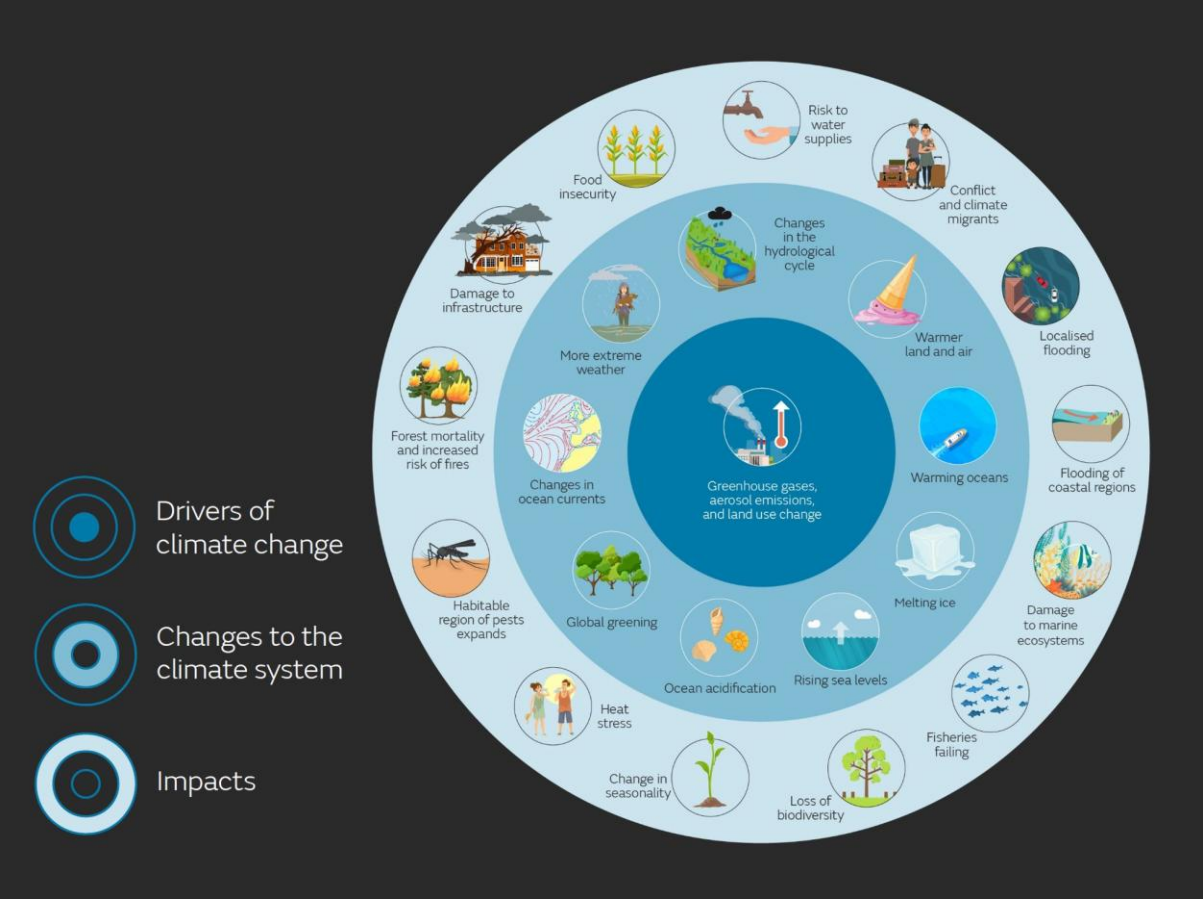 Risk to
water
supplies
Food
insecurity
Conflict
and climate
migrants
Changes
in the
hydrological
cycle
Damage to
infrastructure
More extreme
weather
Warmer
land and air
Localised
flooding
Forest mortality
and increased
risk of fires
Changes in
ocean currents
Greenhouse gases,
aerosol emissions,
and land use change
Warming oceans
Flooding of
coastal regions
Drivers of
climate change
Habitable
region of pests
expands
Global greening
Melting ice
Damage
to marine
ecosystems
Changes to the
climate system
Ocean acidification
Rising sea levels
Heat
stress
Fisheries
failing
Impacts
Change in
seasonality
Loss of
biodiversity